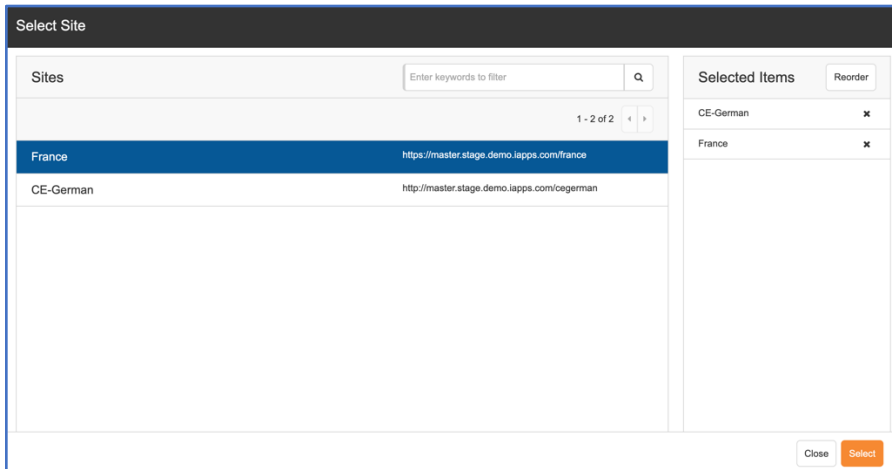 Select Site
Sites
Enter keywords to filter
Selected Items
Reorder
1 - 2 of 2
CE-German
France
France https://master.stage.demo.iapps.com/france
CE-German http://master.stage.demo.iapps.com/cegerman
Close
Select